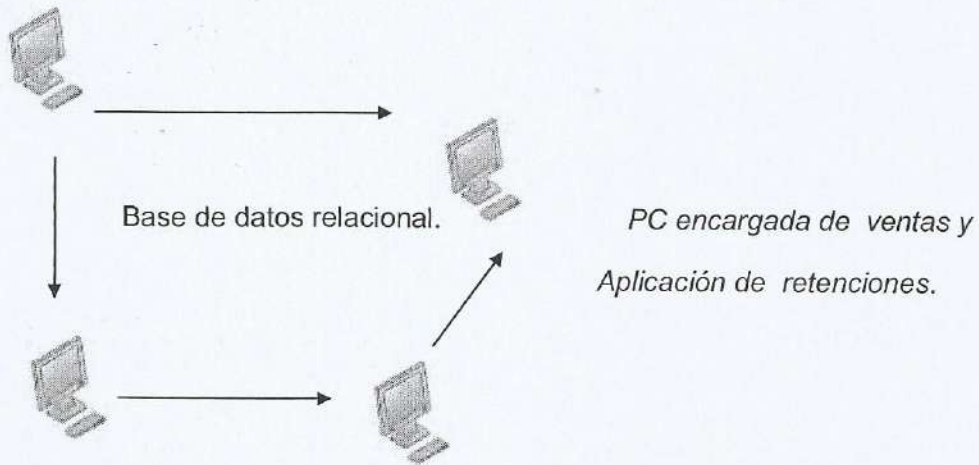 Base de datos relacional.
PC encargada de ventas y
Aplicación de retenciones.